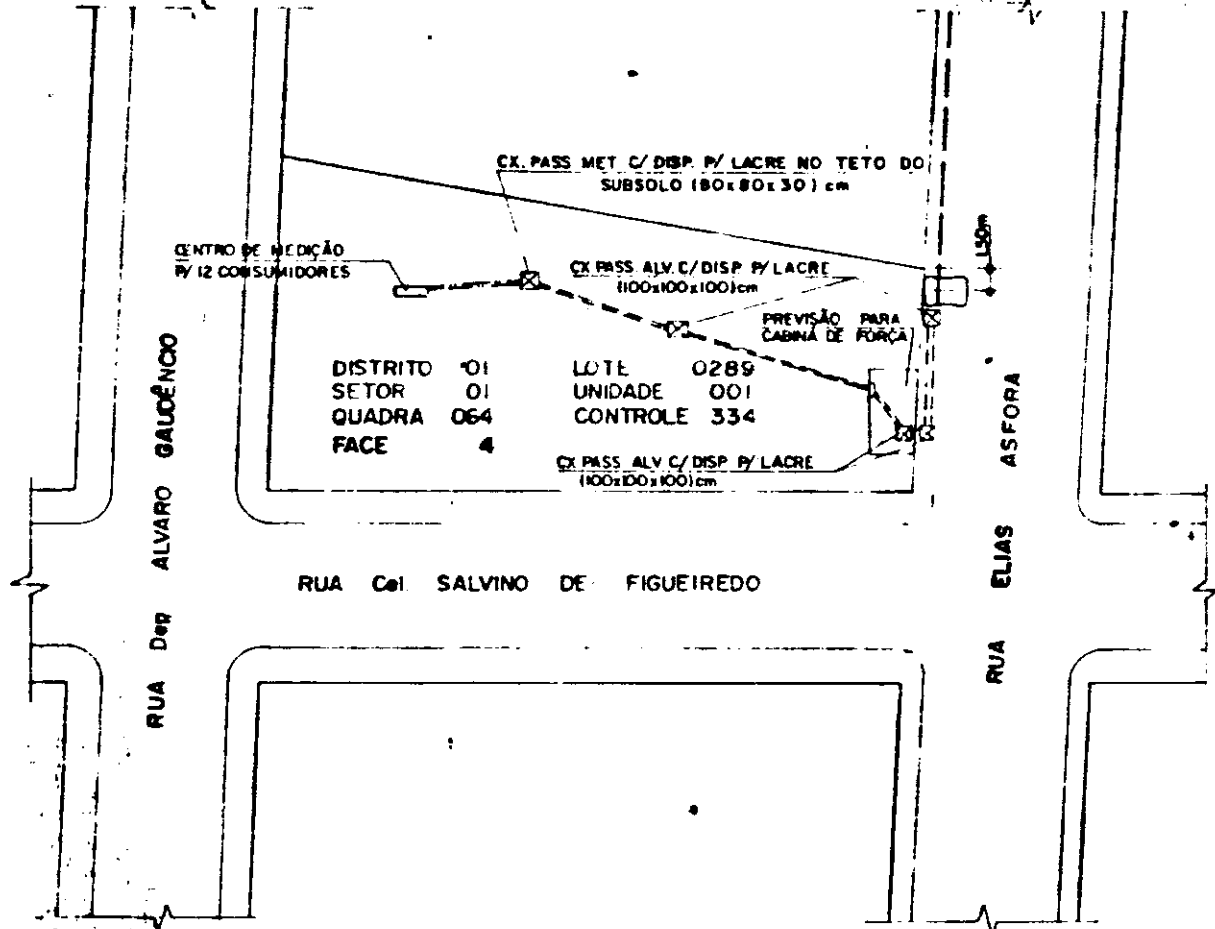 CX. PASS MET C/ DISP. P/ LACRE NO TETO DO
SUBSOLO (80x80x30) cm
CENTRO DE MEDIÇÃO
P/ 12 CONSUMIDORES
CX PASS. ALV. C/ DISP P/ LACRE
(100x100x100)cm
1.50m
PREVISÃO PARA
CABINA DE FORÇA
DISTRITO 01 LOTE 0289
SETOR 01 UNIDADE 001
QUADRA 064 CONTROLE 334
FACE 4
CX PASS ALV C/ DISP P/ LACRE
(100x100x100)cm
RUA Dep ALVARO GAUDÊNCIO
RUA Cel. SALVINO DE FIGUEIREDO
RUA ELIAS ASFORA